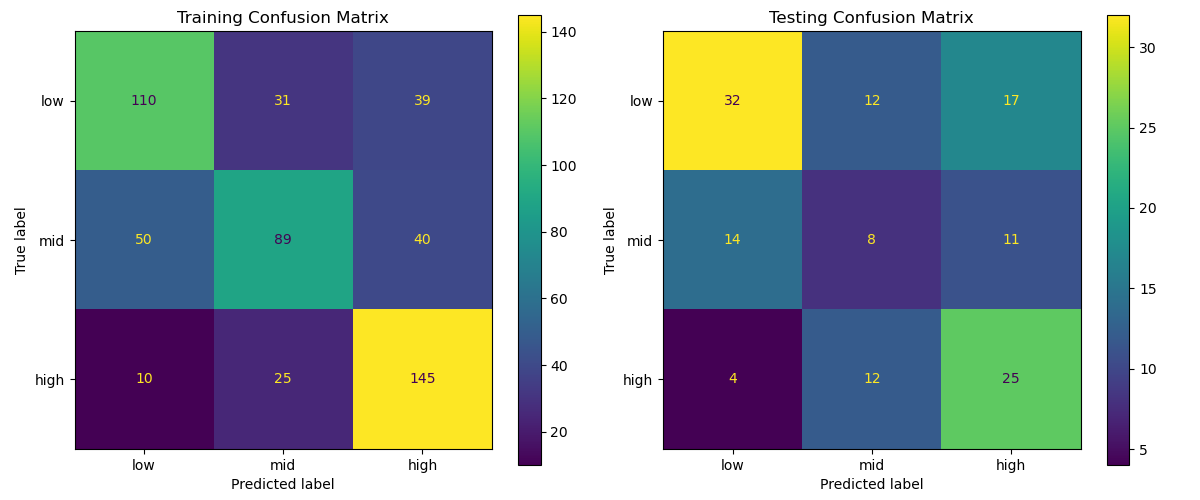 Training Confusion Matrix
low
mid
high
True label
110 31 39
50 89 40
10 25 145
low mid high
Predicted label
140
120
100
80
60
40
20
Testing Confusion Matrix
low
mid
high
True label
32 12 17
14 8 11
4 12 25
low mid high
Predicted label
30
25
20
15
10
5